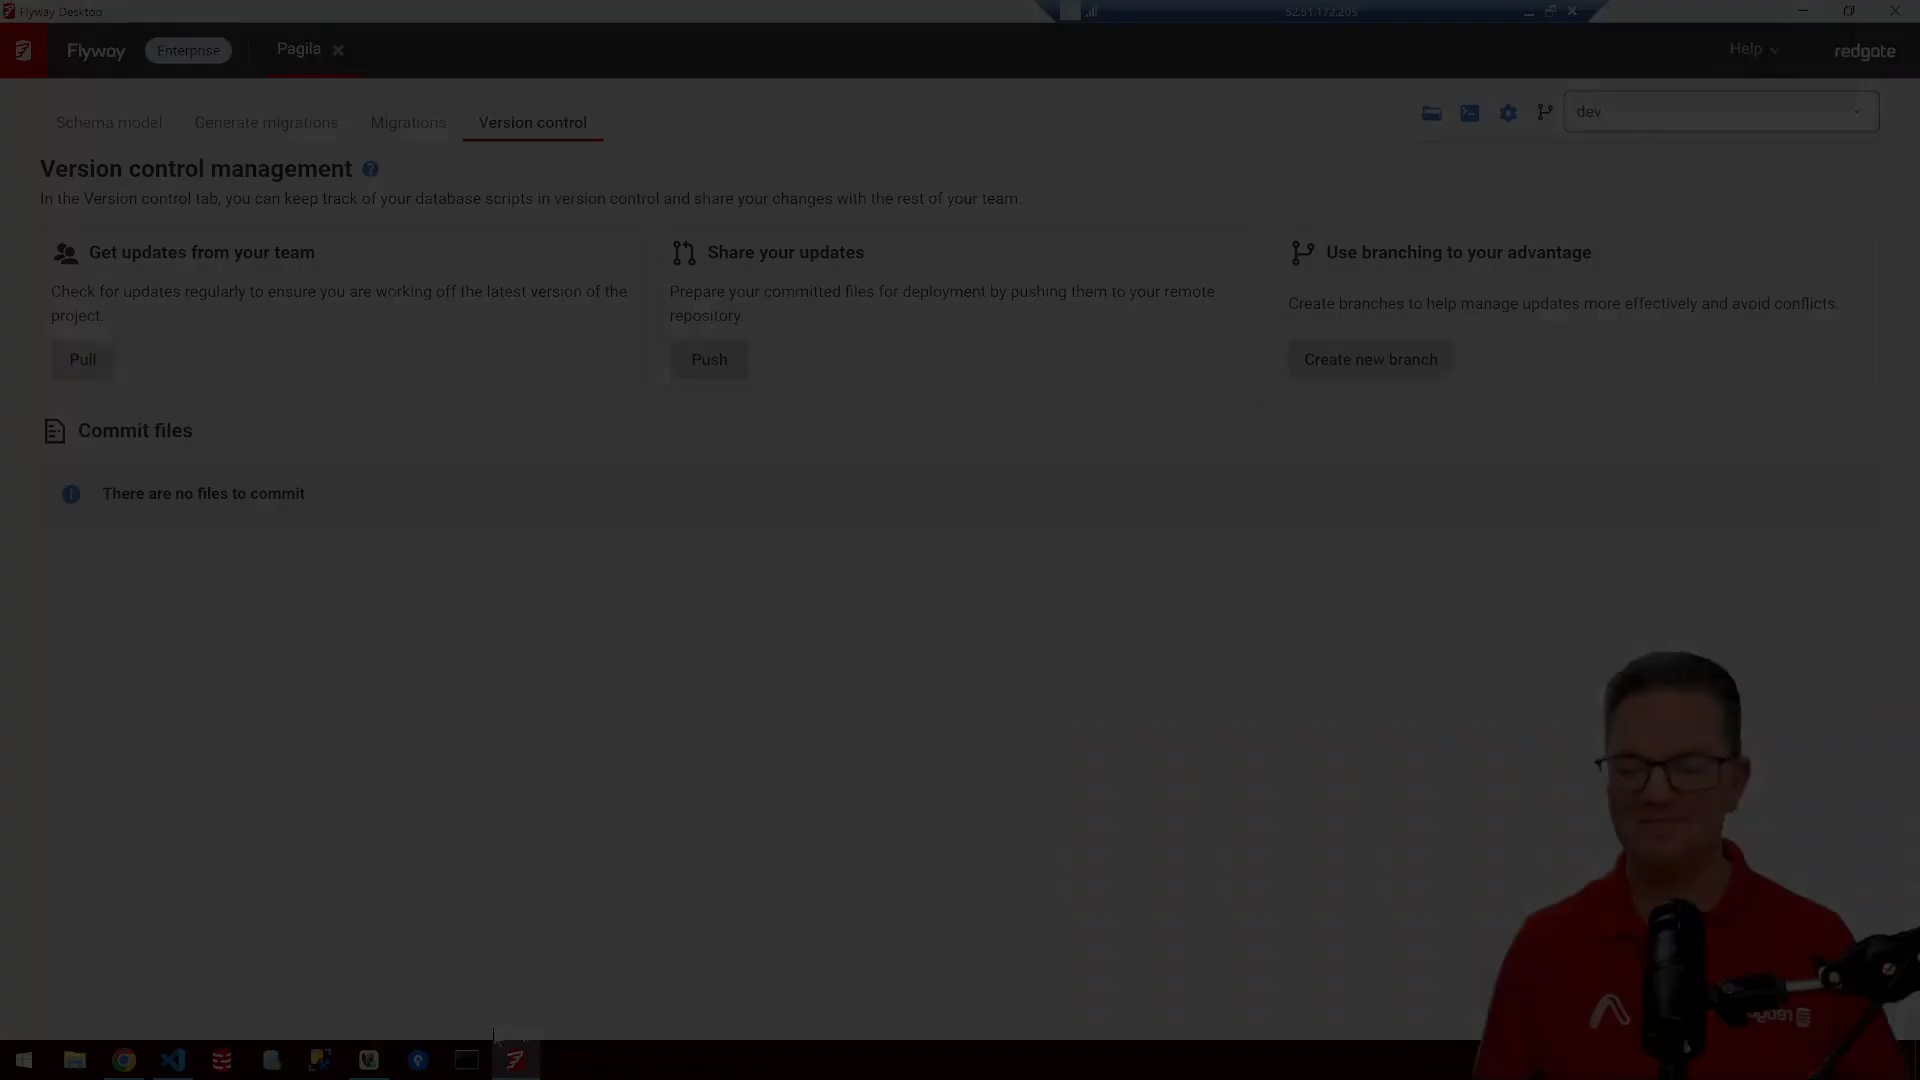 Flyway Desktop
52.51.172.205
Flyway
Enterprise
Pagila
Help
redgate
Schema model
Generate migrations
Migrations
Version control
dev
Version control management
In the Version control tab, you can keep track of your database scripts in version control and share your changes with the rest of your team.
Get updates from your team
Check for updates regularly to ensure you are working off the latest version of the
project.
Pull
Share your updates
Prepare your committed files for deployment by pushing them to your remote
repository.
Push
Use branching to your advantage
Create branches to help manage updates more effectively and avoid conflicts.
Create new branch
Commit files
There are no files to commit